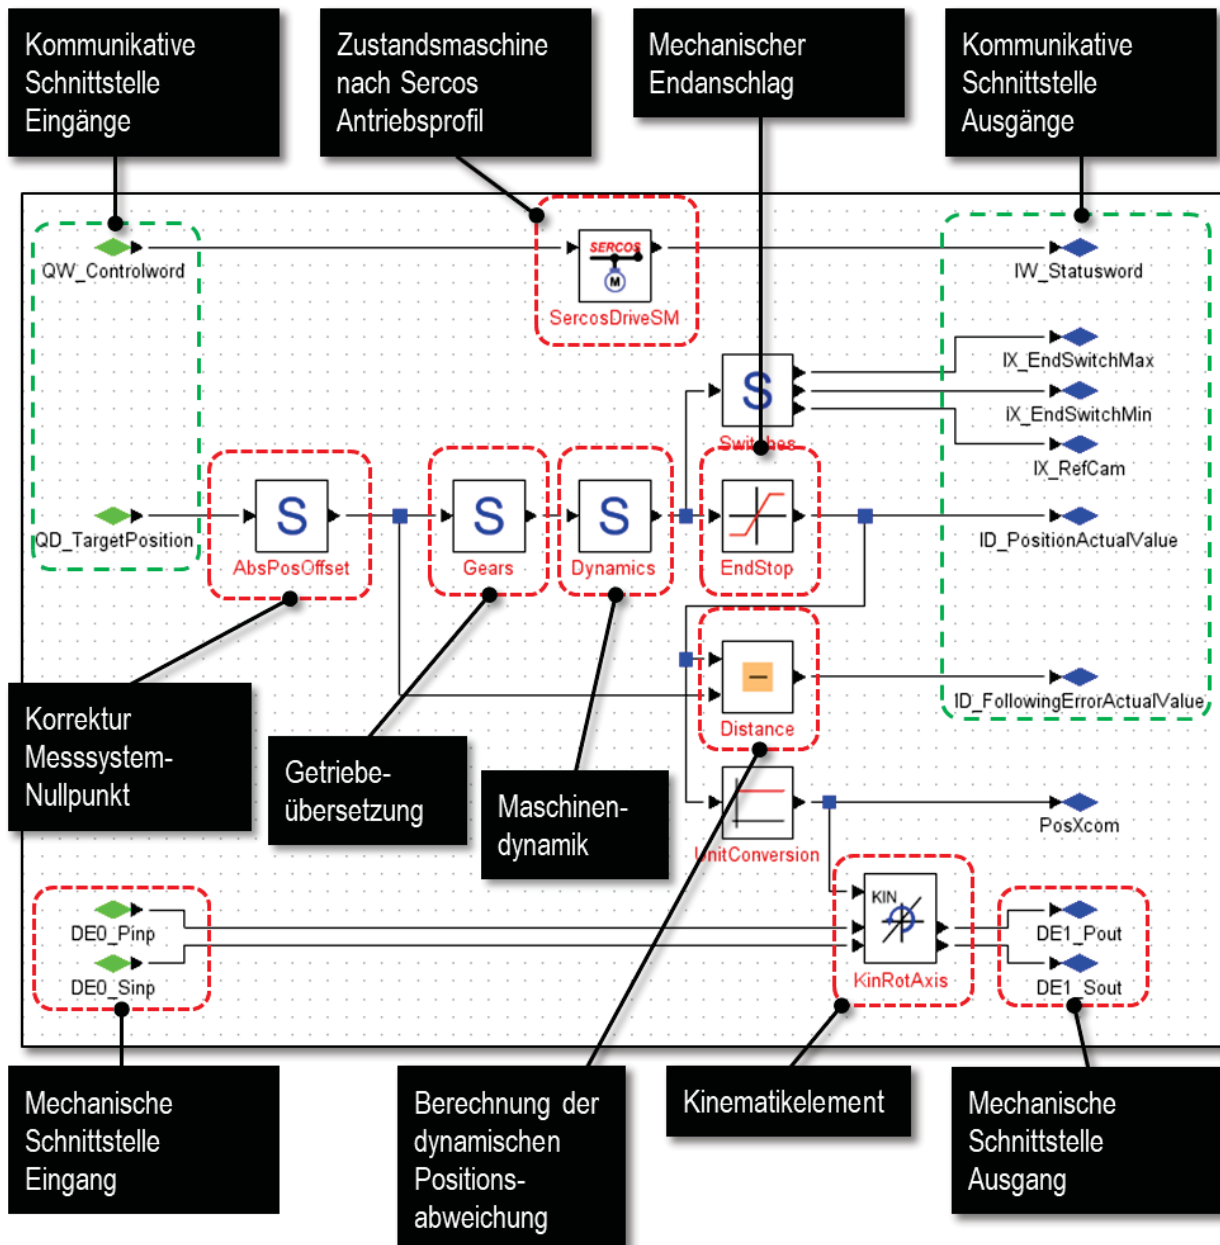 Kommunikative
Schnittstelle
Eingänge
Zustandsmaschine
nach Sercos
Antriebsprofil
Mechanischer
Endanschlag
Kommunikative
Schnittstelle
Ausgänge
QW_Controlword
SERCOS
M
SercosDriveSM
IW_Statusword
S
Switches
IX_EndSwitchMax
IX_EndSwitchMin
IX_RefCam
QD_TargetPosition
S
AbsPosOffset
S
Gears
S
Dynamics
EndStop
ID_PositionActualValue
Distance
ID_FollowingErrorActualValue
Korrektur
Messsystem-
Nullpunkt
Getriebe-
übersetzung
Maschinen-
dynamik
UnitConversion
PosXcom
DE0_Pinp
DE0_Sinp
KIN
KinRotAxis
DE1_Pout
DE1_Sout
Mechanische
Schnittstelle
Eingang
Berechnung der
dynamischen
Positions-
abweichung
Kinematikelement
Mechanische
Schnittstelle
Ausgang